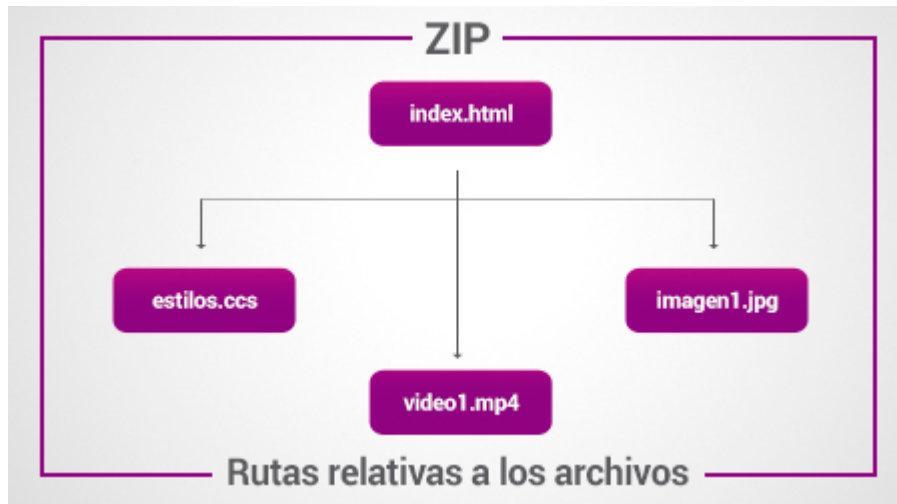 ZIP
index.html
estilos.ccs
imagen1.jpg
video1.mp4
Rutas relativas a los archivos